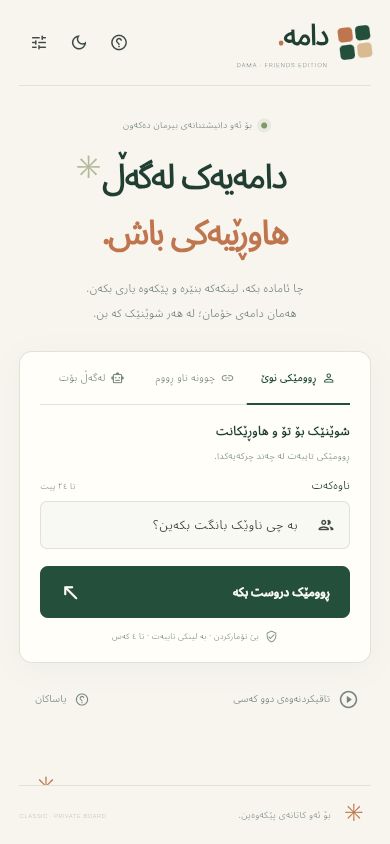 دامە.
DAMA · FRIENDS EDITION
بۆ ئەو دانیشتنانەی بیرمان دەکەون
دامەیەک لەگەڵ
هاوڕێیەکی باش.
چا ئامادە بکە، لینکەکە بنێرە و پێکەوە یاری بکەن.
هەمان دامەی خۆمان؛ لە هەر شوێنێک کە بن.
ڕوومێکی نوێ
چوونە ناو ڕووم
لەگەڵ بۆت
شوێنێک بۆ تۆ و هاوڕێکانت
ڕوومێکی تایبەت لە چەند چرکەیەکدا.
ناوەکەت
تا ٢٤ پیت
بە چی ناوێک بانگت بکەین؟
ڕوومێک دروست بکە
بێ تۆمارکردن · بە لینکی تایبەت · تا ٤ کەس
تاقیکردنەوەی دوو کەسی
یاساکان
بۆ ئەو کاتانەی پێکەوەین.
CLASSIC · PRIVATE BOARD